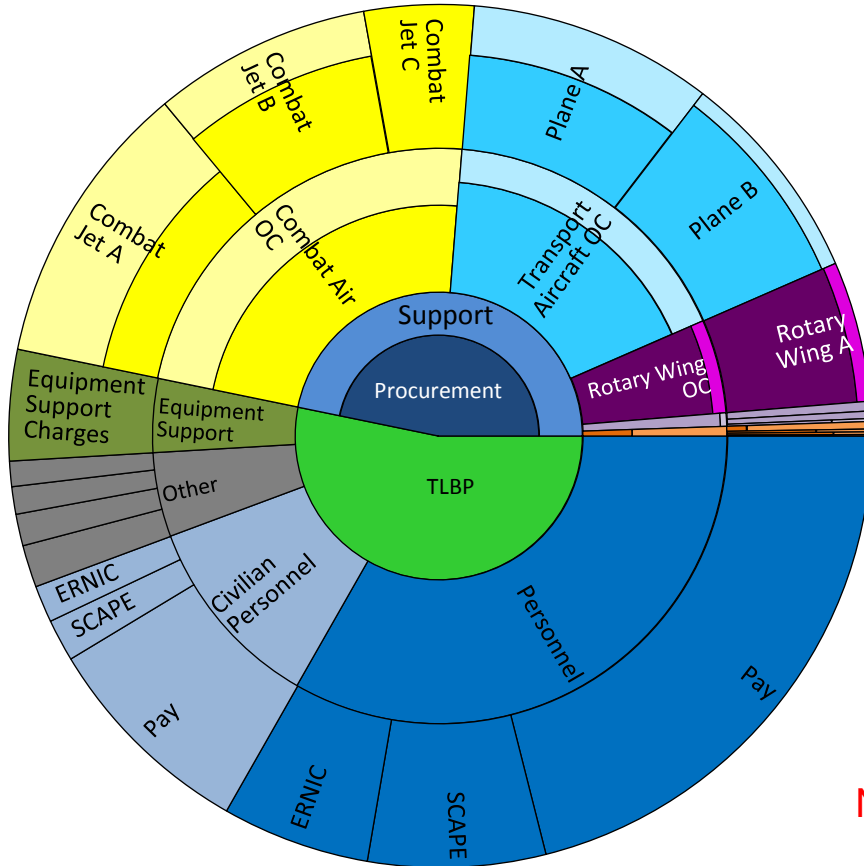 Combat
Jet A
Combat
Jet B
Combat
Jet C
Plane A
Plane B
Combat Air
OC
Transport
Aircraft OC
Rotary
Wing A
Rotary Wing
OC
Support
Procurement
TLBP
Equipment
Support
Charges
Equipment
Support
Other
Civilian
Personnel
ERNIC
SCAPE
Pay
Personnel
ERNIC
SCAPE
Pay